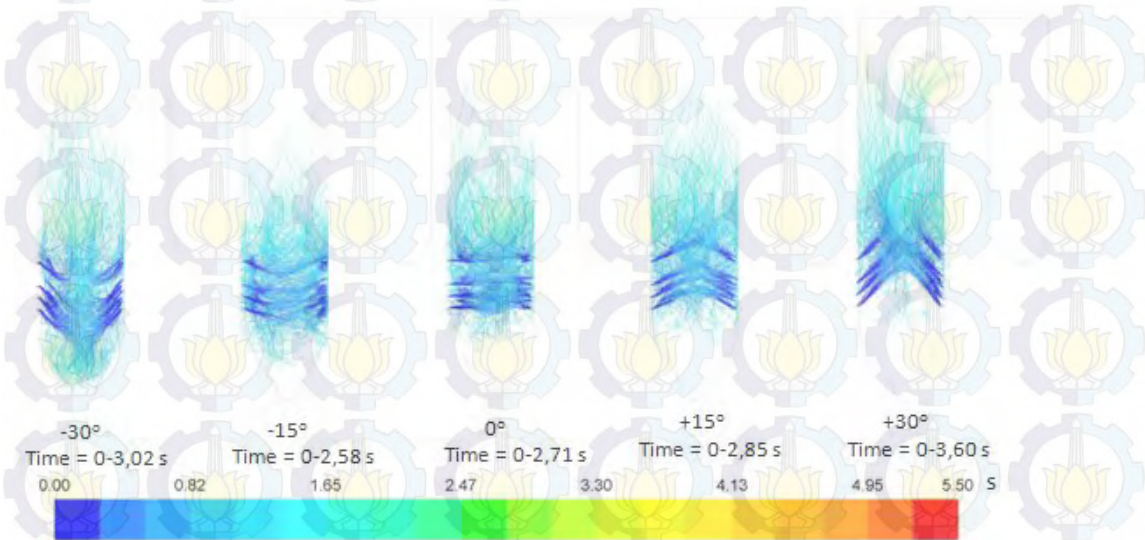 -30°
-15°
0°
+15°
+30°
Time = 0-3,02 s
Time = 0-2,58 s
Time = 0-2,71 s
Time = 0-2,85 s
Time = 0-3,60 s
0.00 0.82 1.65 2.47 3.30 4.13 4.95 5.50 S